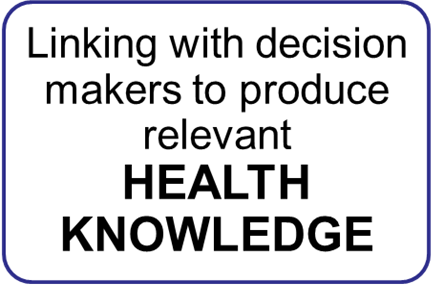 Linking with decision
makers to produce
relevant
HEALTH
KNOWLEDGE